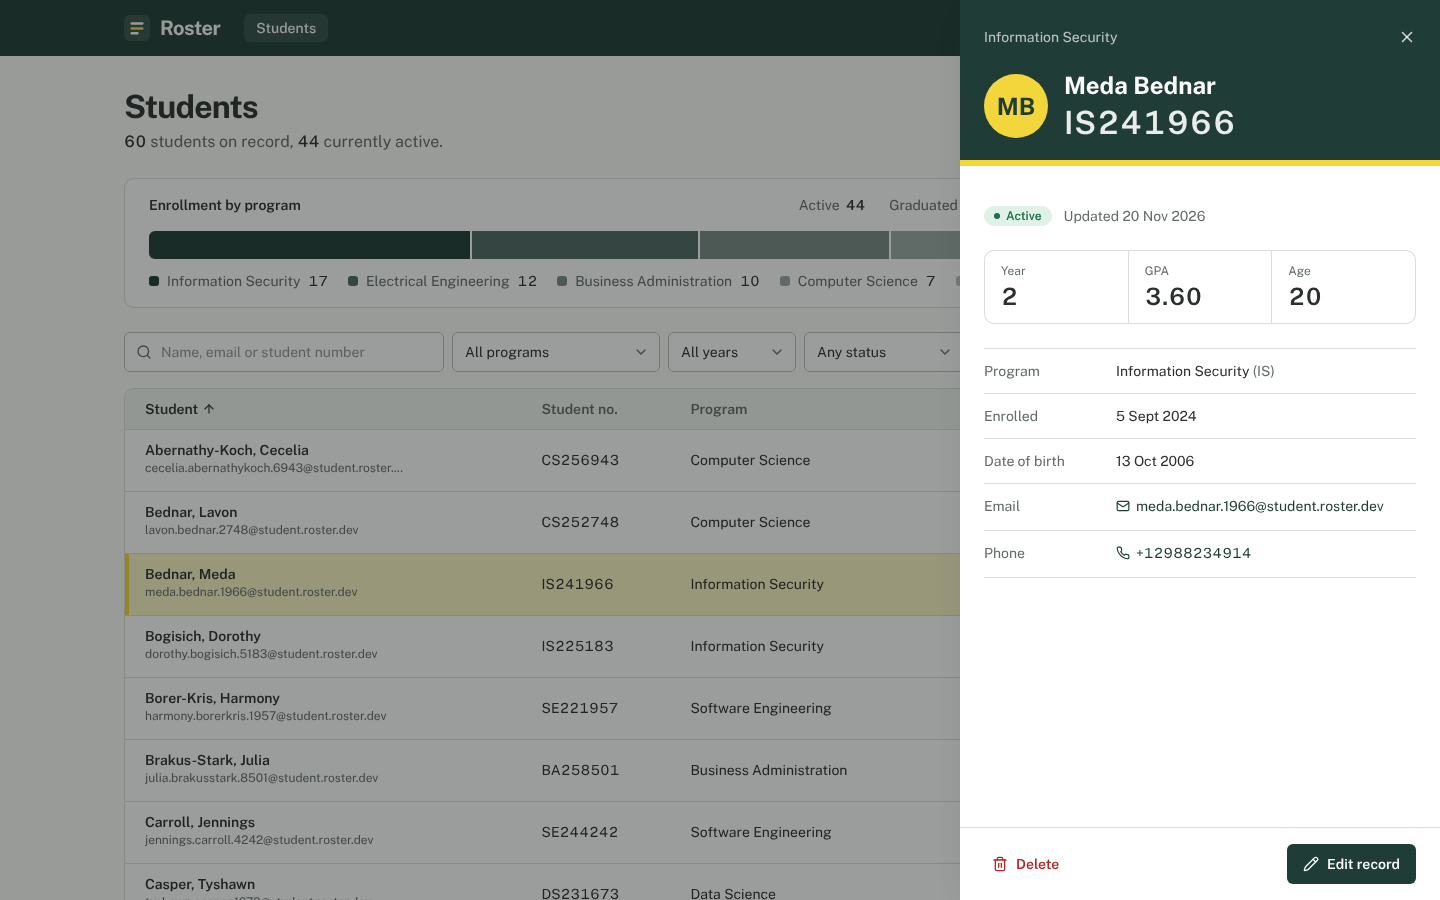 Roster
Students
Students
60 students on record, 44 currently active.
Enrollment by program
Active 44 Graduated
Information Security 17 Electrical Engineering 12 Business Administration 10 Computer Science 7
Name, email or student number
All programs
All years
Any status
Student Student no. Program
Abernathy-Koch, Cecelia
cecelia.abernathykoch.6943@student.roster.…
CS256943
Computer Science
Bednar, Lavon
lavon.bednar.2748@student.roster.dev
CS252748
Computer Science
Bednar, Meda
meda.bednar.1966@student.roster.dev
IS241966
Information Security
Bogisich, Dorothy
dorothy.bogisich.5183@student.roster.dev
IS225183
Information Security
Borer-Kris, Harmony
harmony.borerkris.1957@student.roster.dev
SE221957
Software Engineering
Brakus-Stark, Julia
julia.brakusstark.8501@student.roster.dev
BA258501
Business Administration
Carroll, Jennings
jennings.carroll.4242@student.roster.dev
SE244242
Software Engineering
Casper, Tyshawn
DS231673
Data Science
Information Security
MB
Meda Bednar
IS241966
Active
Updated 20 Nov 2026
Year
2
GPA
3.60
Age
20
Program Information Security (IS)
Enrolled 5 Sept 2024
Date of birth 13 Oct 2006
Email meda.bednar.1966@student.roster.dev
Phone +12988234914
Delete
Edit record